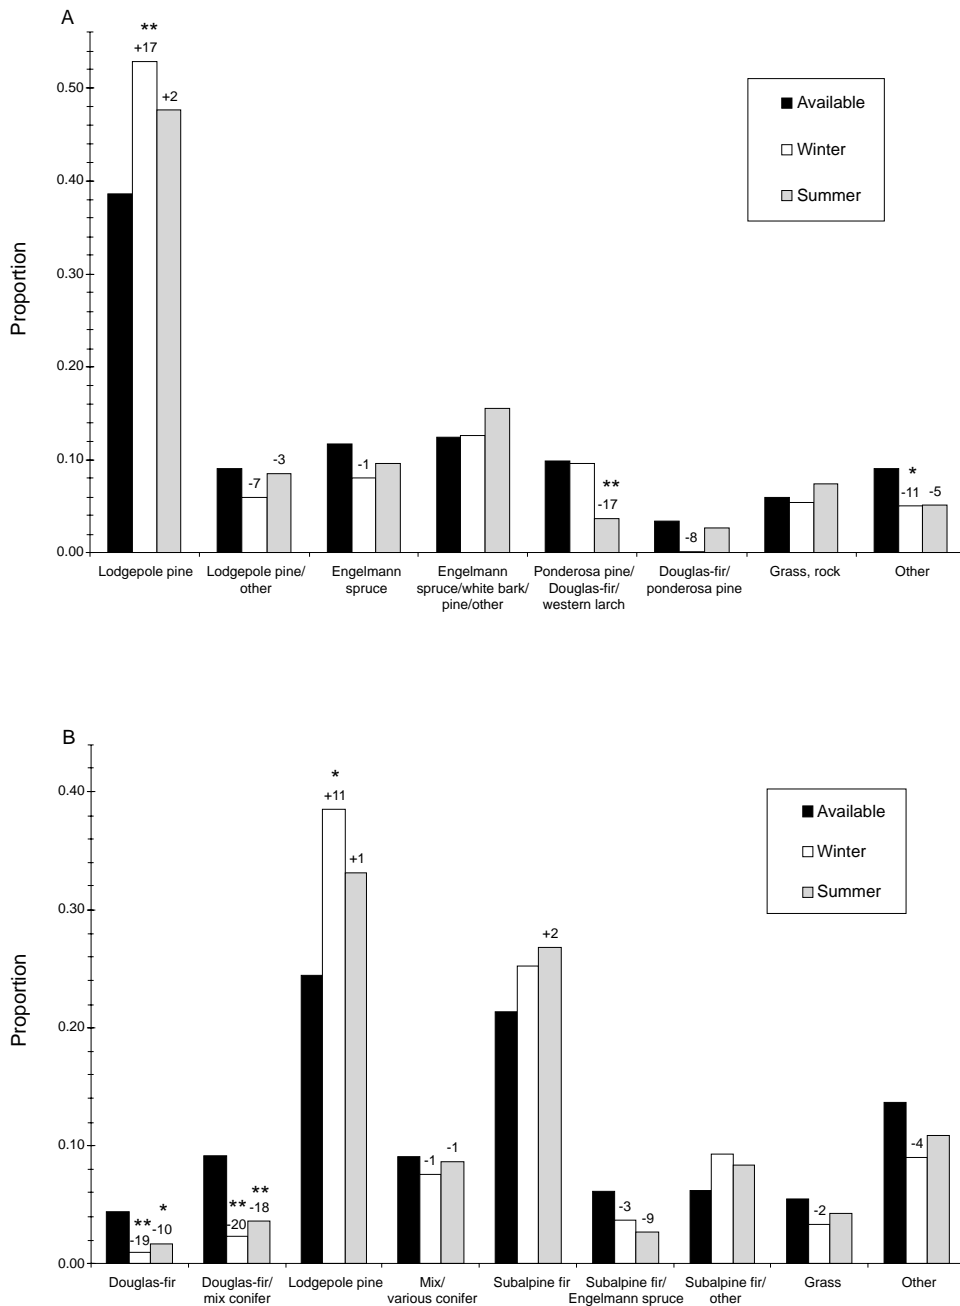 A
**
+17
+2
0.50
Available
Winter
0.40
Summer
Proportion
0.30
0.20
-3
**
*
0.10
-7
-1
-17
-8
-11
-5
0.00
Lodgepole pine
Lodgepole pine/
other
Engelmann
spruce
Engelmann
spruce/white bark/
pine/other
Ponderosa pine/
Douglas-fir/
western larch
Douglas-fir/
ponderosa pine
Grass, rock
Other
B
*
0.40
+11
Available
+1
Winter
Summer
0.30
+2
Proportion
0.20
0.10
-1
-1
**
-19
*
-10
**
-20
**
-18
-3
-9
-2
-4
0.00
Douglas-fir
Douglas-fir/
mix conifer
Lodgepole pine
Mix/
various conifer
Subalpine fir
Subalpine fir/
Engelmann spruce
Subalpine fir/
other
Grass
Other